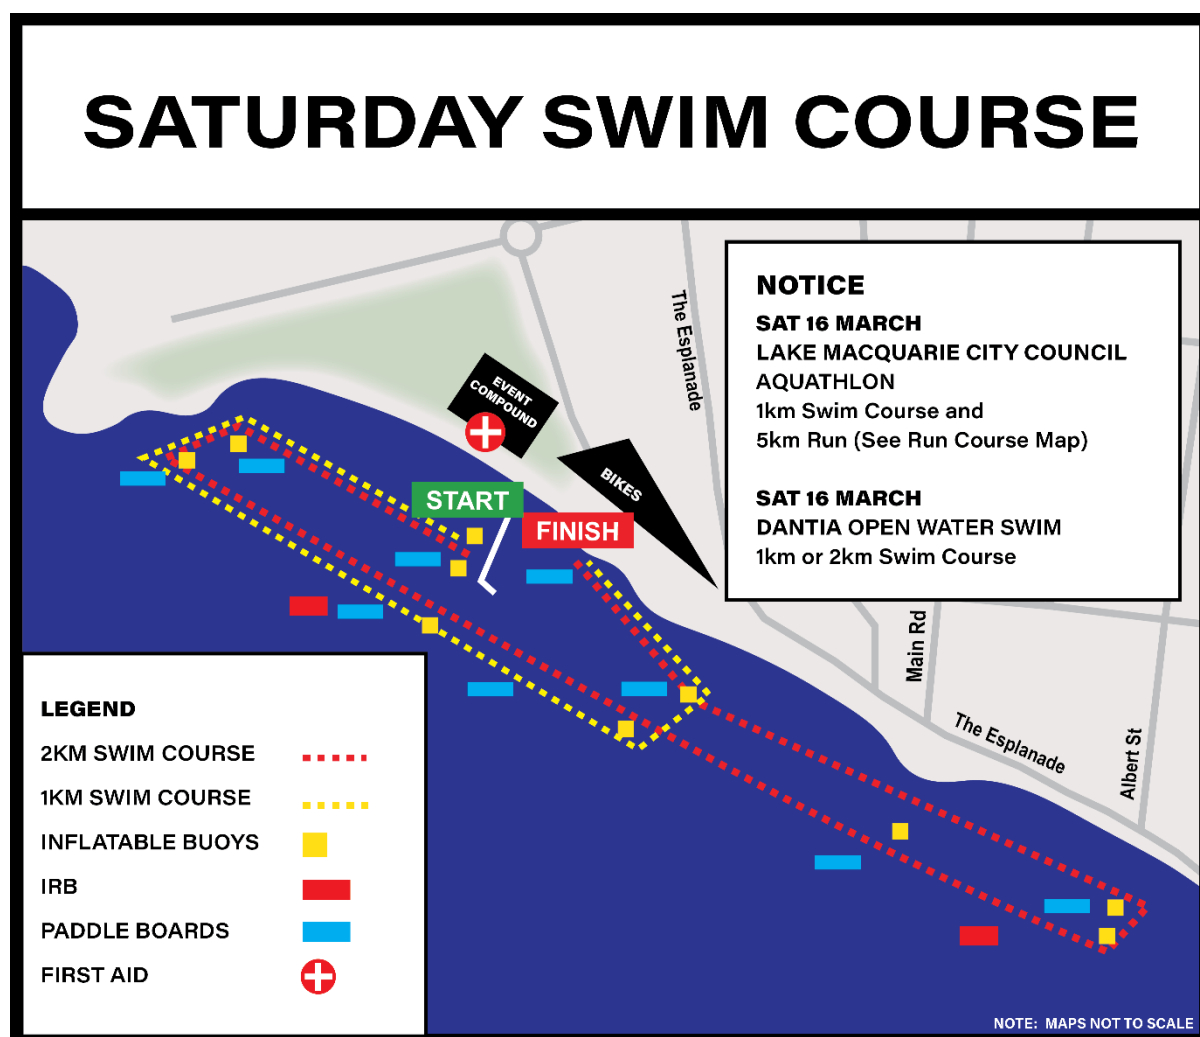 SATURDAY SWIM COURSE
The Esplanade
NOTICE
SAT 16 MARCH
LAKE MACQUARIE CITY COUNCIL
AQUATHLON
1km Swim Course and
5km Run (See Run Course Map)
SAT 16 MARCH
DANTIA OPEN WATER SWIM
1km or 2km Swim Course
EVENT
COMPOUND
BIKES
START
FINISH
Main Rd
The Esplanade
Albert St
LEGEND
2KM SWIM COURSE
1KM SWIM COURSE
INFLATABLE BUOYS
IRB
PADDLE BOARDS
FIRST AID
NOTE: MAPS NOT TO SCALE